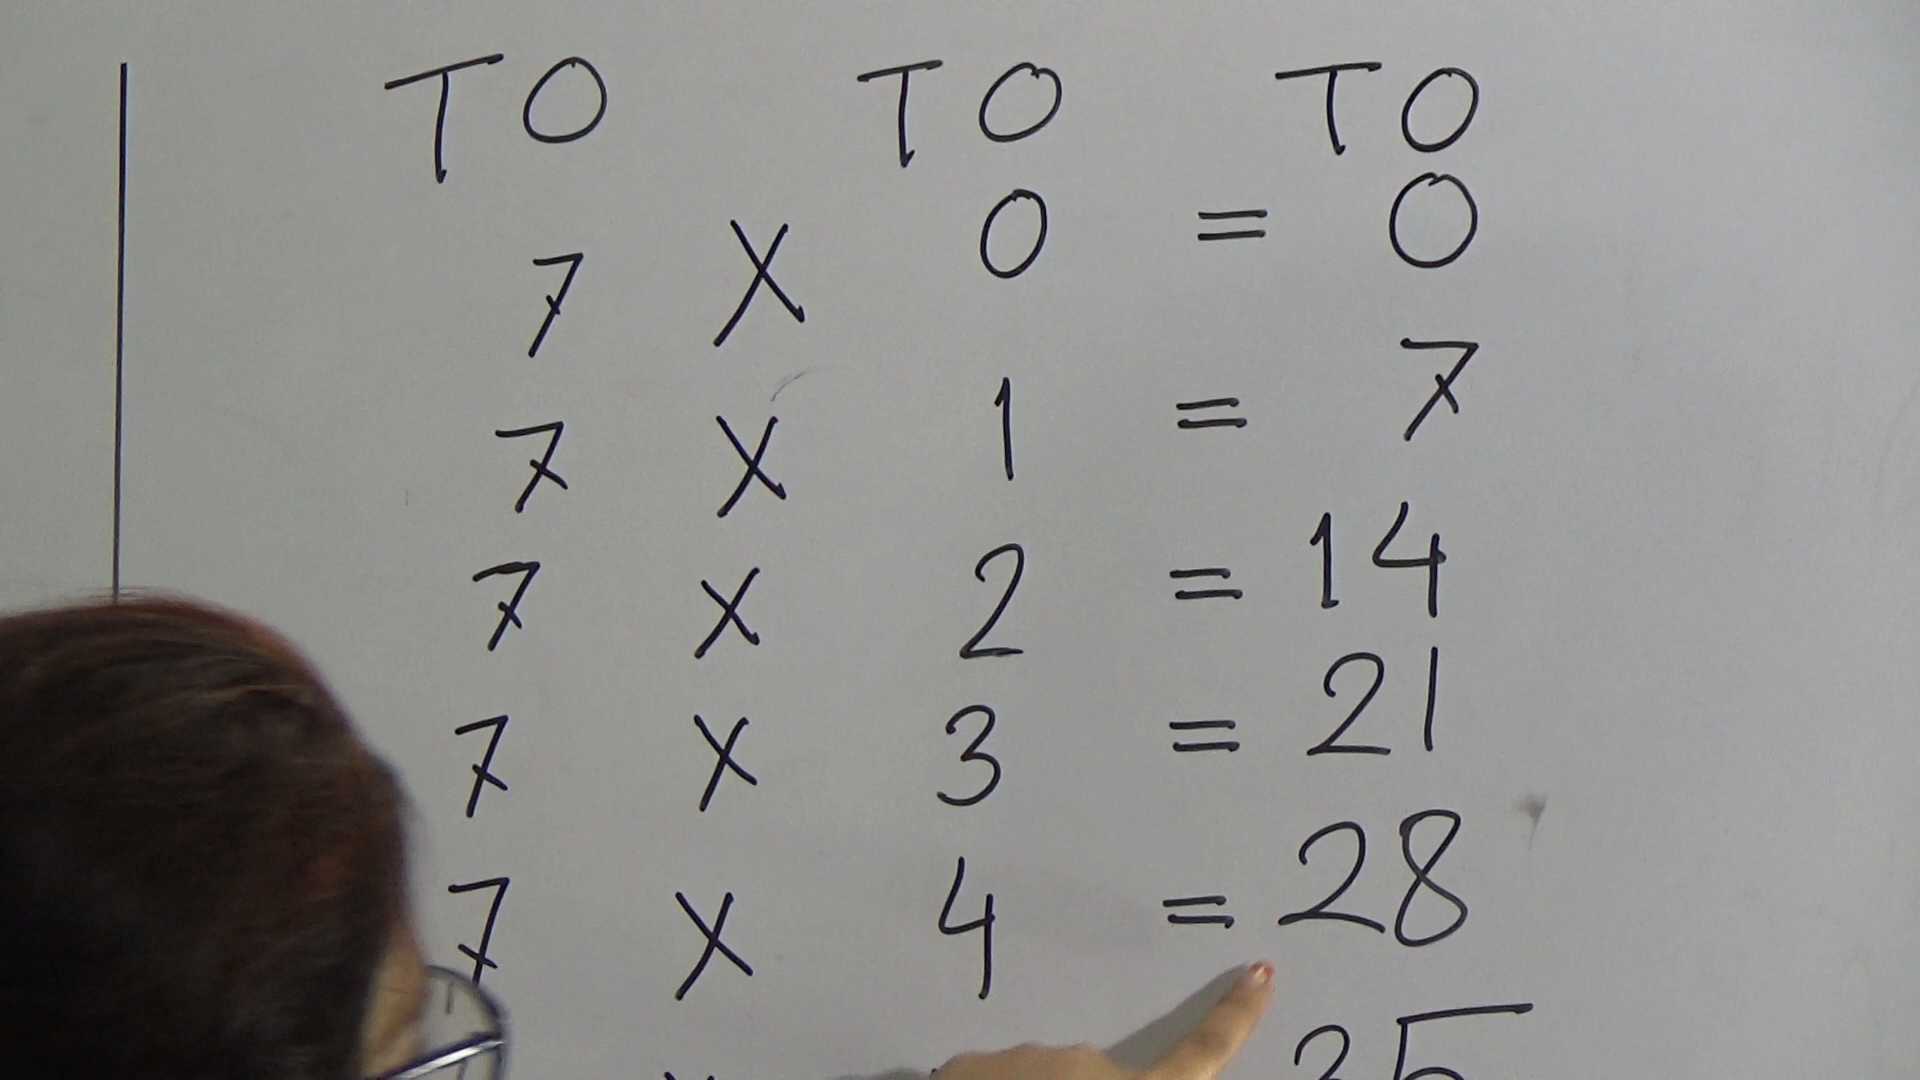 TO TO TO
7 X 0 = 0
7 X 1 = 7
7 X 2 = 14
7 X 3 = 21
7 X 4 = 28
35